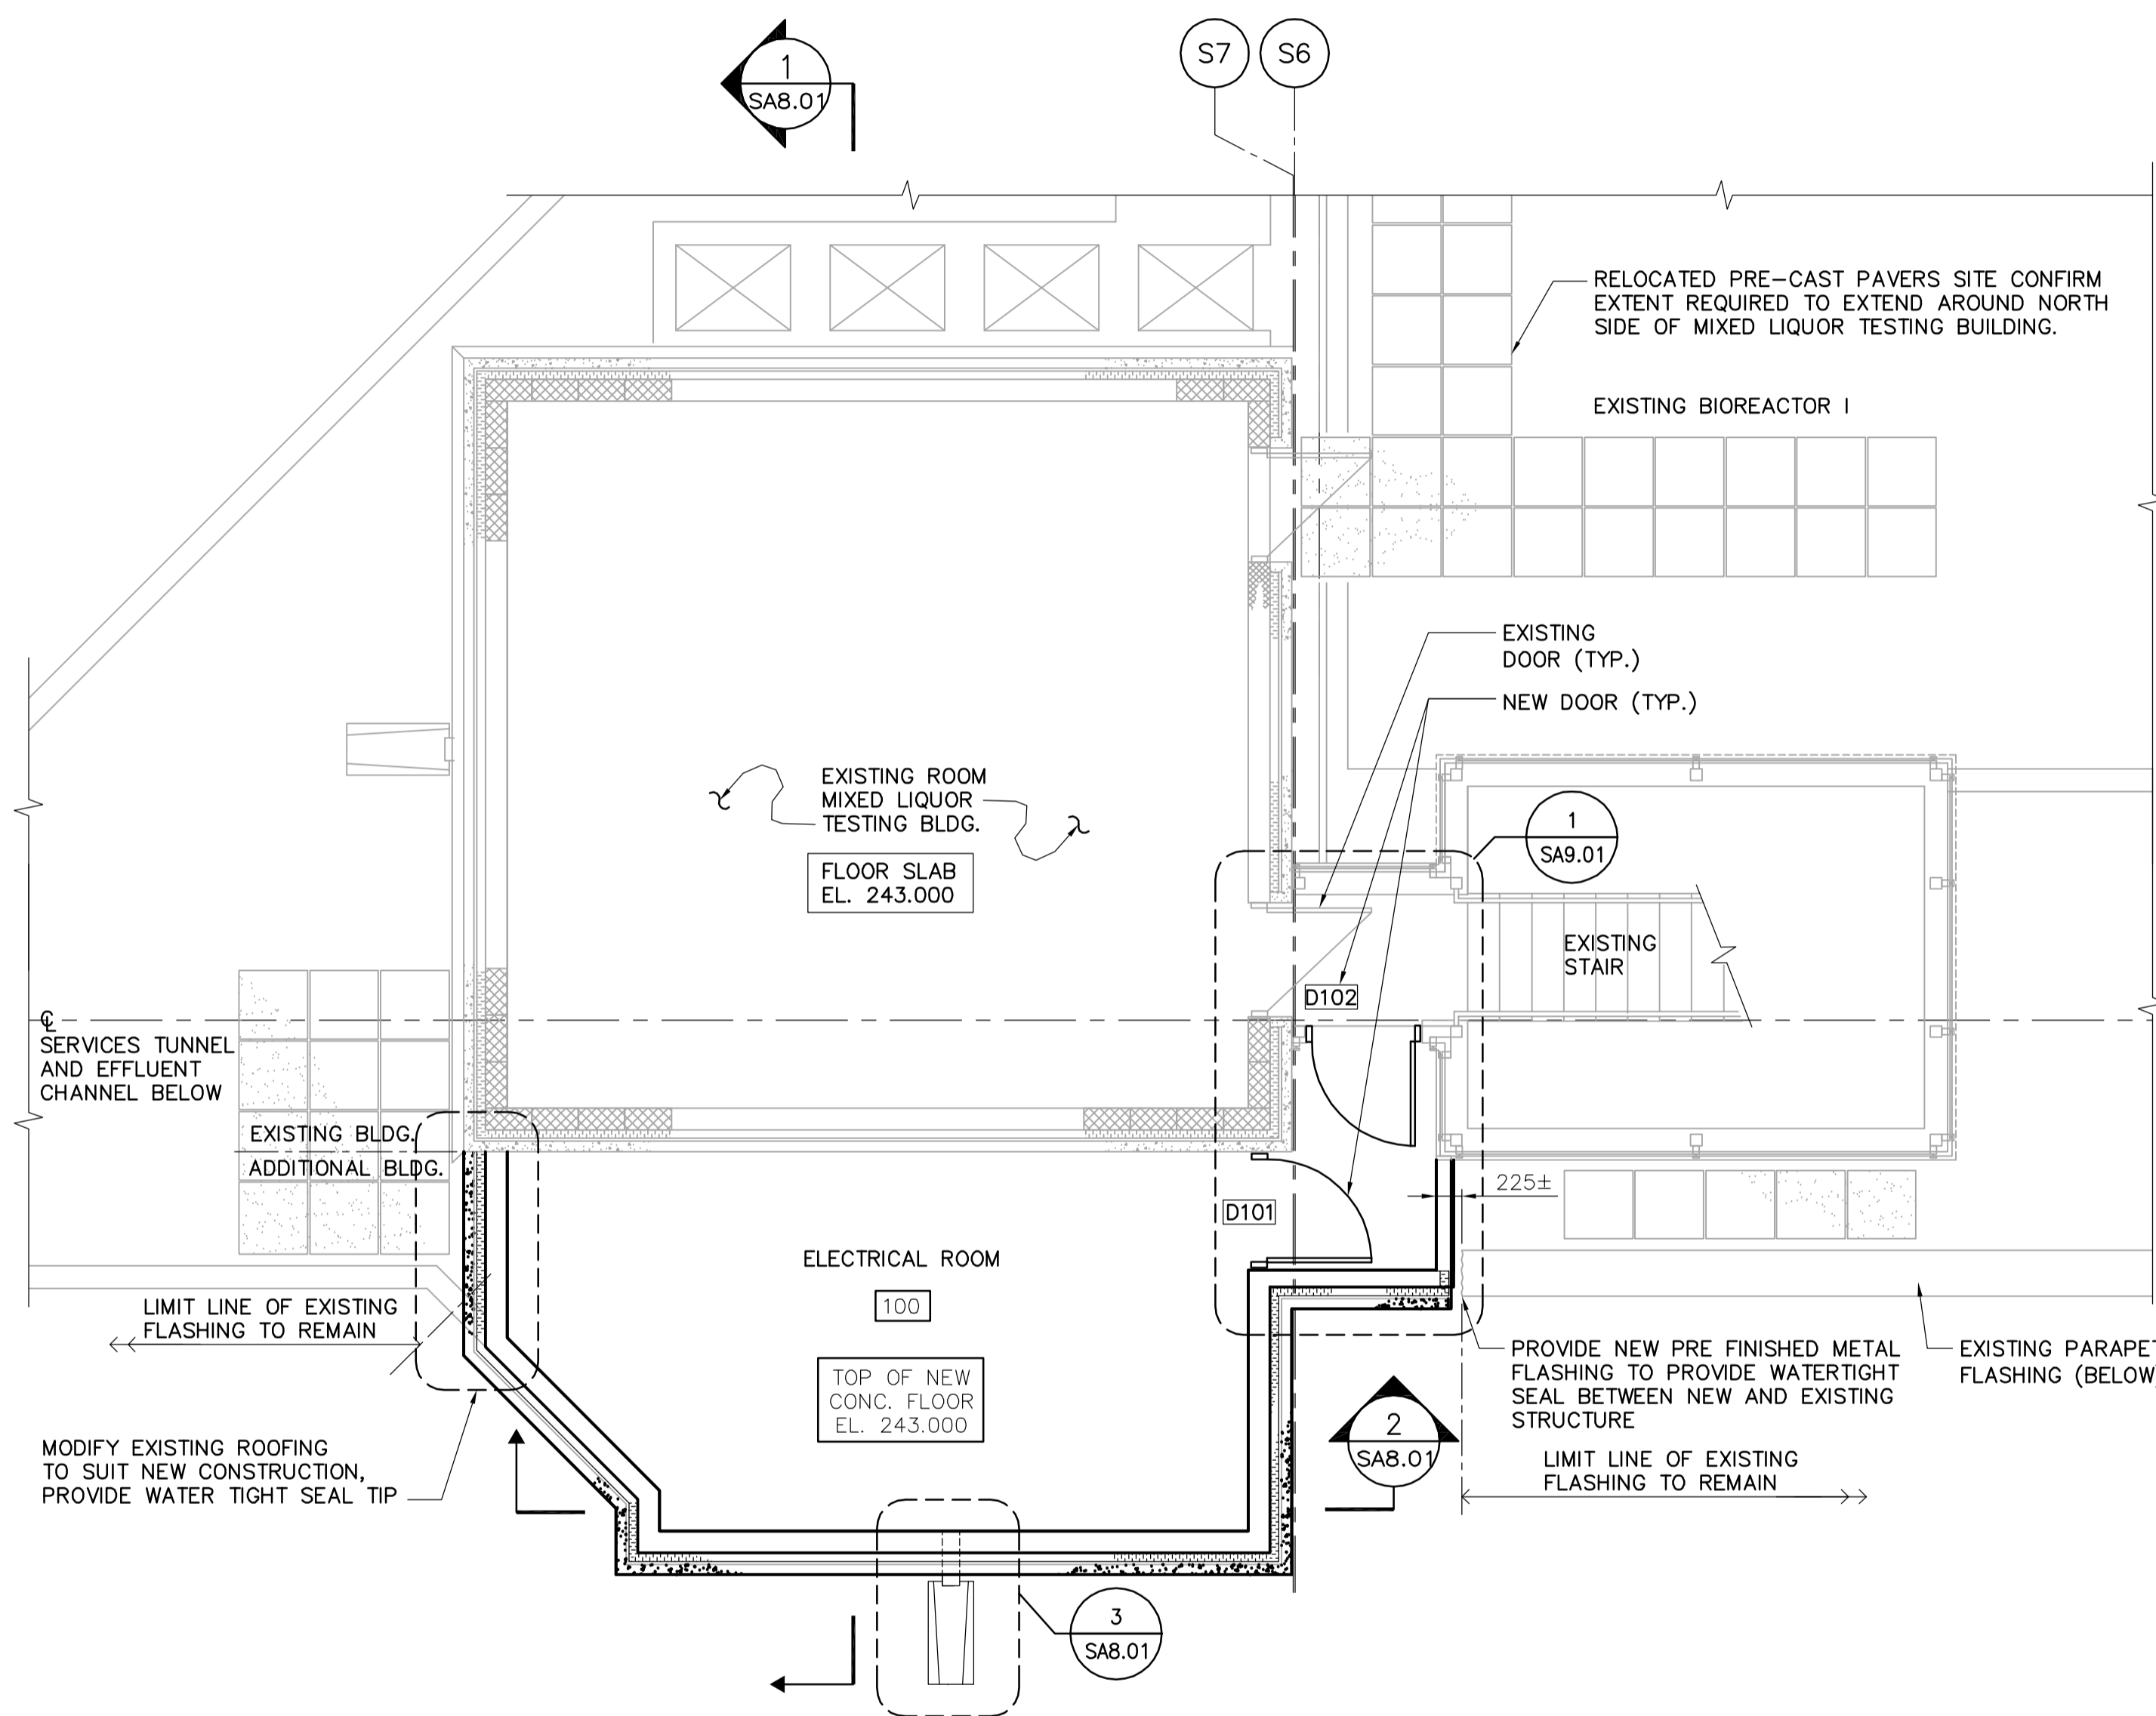 1
SA8.01
S7
S6
RELOCATED PRE-CAST PAVERS SITE CONFIRM
EXTENT REQUIRED TO EXTEND AROUND NORTH
SIDE OF MIXED LIQUOR TESTING BUILDING.
EXISTING BIOREACTOR I
EXISTING
DOOR (TYP.)
NEW DOOR (TYP.)
EXISTING ROOM
MIXED LIQUOR
TESTING BLDG.
FLOOR SLAB
EL. 243.000
1
SA9.01
EXISTING
STAIR
D102
℄
SERVICES TUNNEL
AND EFFLUENT
CHANNEL BELOW
EXISTING BLDG.
ADDITIONAL BLDG.
225±
D101
ELECTRICAL ROOM
100
LIMIT LINE OF EXISTING
FLASHING TO REMAIN
TOP OF NEW
CONC. FLOOR
EL. 243.000
PROVIDE NEW PRE FINISHED METAL
FLASHING TO PROVIDE WATERTIGHT
SEAL BETWEEN NEW AND EXISTING
STRUCTURE
EXISTING PARAPET
FLASHING (BELOW
2
SA8.01
LIMIT LINE OF EXISTING
FLASHING TO REMAIN
MODIFY EXISTING ROOFING
TO SUIT NEW CONSTRUCTION,
PROVIDE WATER TIGHT SEAL TIP
3
SA8.01